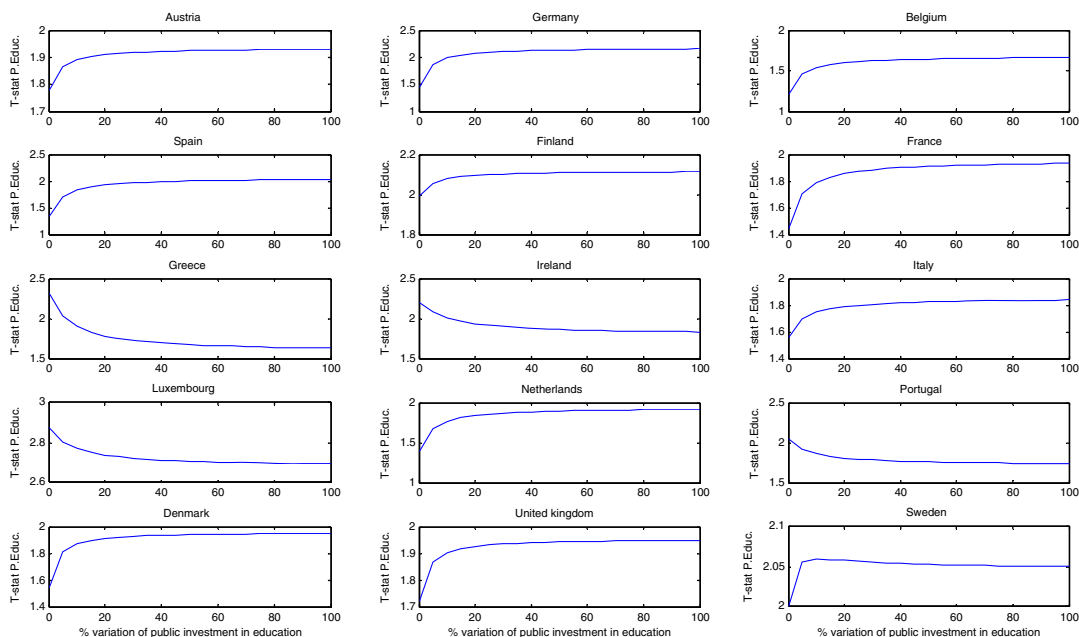 Austria
Germany
Belgium
T-stat P.Educ.
2
1.9
1.8
1.7
0 20 40 60 80 100
T-stat P.Educ.
2.5
2
1.5
1
0 20 40 60 80 100
T-stat P.Educ.
2
1.5
1
0 20 40 60 80 100
Spain
Finland
France
T-stat P.Educ.
2.5
2
1.5
1
0 20 40 60 80 100
T-stat P.Educ.
2.2
2
1.8
0 20 40 60 80 100
T-stat P.Educ.
2
1.8
1.6
1.4
0 20 40 60 80 100
Greece
Ireland
Italy
T-stat P.Educ.
2.5
2
1.5
0 20 40 60 80 100
T-stat P.Educ.
2.5
2
1.5
0 20 40 60 80 100
T-stat P.Educ.
2
1.8
1.6
1.4
0 20 40 60 80 100
Luxembourg
Netherlands
Portugal
T-stat P.Educ.
3
2.8
2.6
0 20 40 60 80 100
T-stat P.Educ.
2
1.5
1
0 20 40 60 80 100
T-stat P.Educ.
2.5
2
1.5
0 20 40 60 80 100
Denmark
United kingdom
Sweden
T-stat P.Educ.
2
1.8
1.6
1.4
0 20 40 60 80 100
% variation of public investment in education
T-stat P.Educ.
2
1.9
1.8
1.7
0 20 40 60 80 100
% variation of public investment in education
T-stat P.Educ.
2.1
2.05
2
0 20 40 60 80 100
% variation of public investment in education